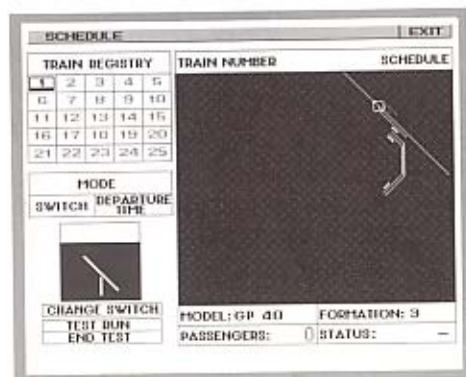 SCHEDULE EXIT
TRAIN REGISTRY
1 2 3 4 5
6 7 8 9 10
11 12 13 14 15
16 17 18 19 20
21 22 23 24 25
MODE
SWITCH DEPARTURE TIME
CHANGE SWITCH
TEST RUN
END TEST
TRAIN NUMBER SCHEDULE
MODEL: GP 40 FORMATION: 3
PASSENGERS: 0 STATUS: —